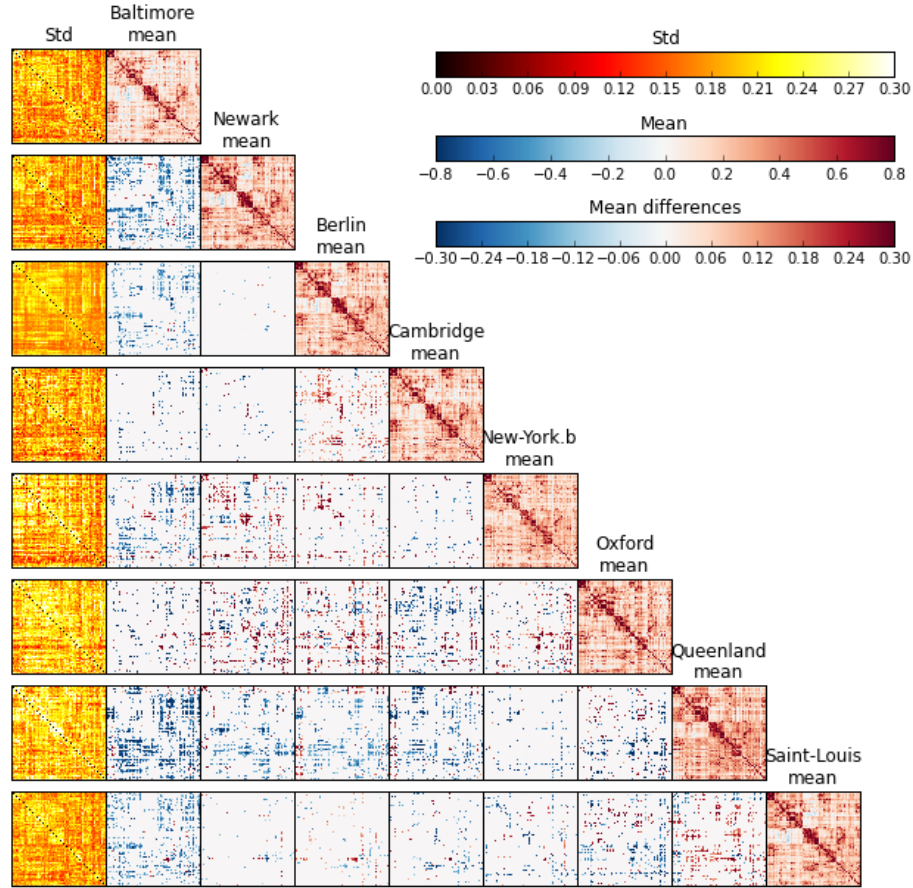 Baltimore
Std mean
Std
0.00 0.03 0.06 0.09 0.12 0.15 0.18 0.21 0.24 0.27 0.30
Newark
mean
Mean
−0.8 −0.6 −0.4 −0.2 0.0 0.2 0.4 0.6 0.8
Berlin
mean
Mean differences
−0.30 −0.24 −0.18 −0.12 −0.06 0.00 0.06 0.12 0.18 0.24 0.30
Cambridge
mean
New-York.b
mean
Oxford
mean
Queenland
mean
Saint-Louis
mean